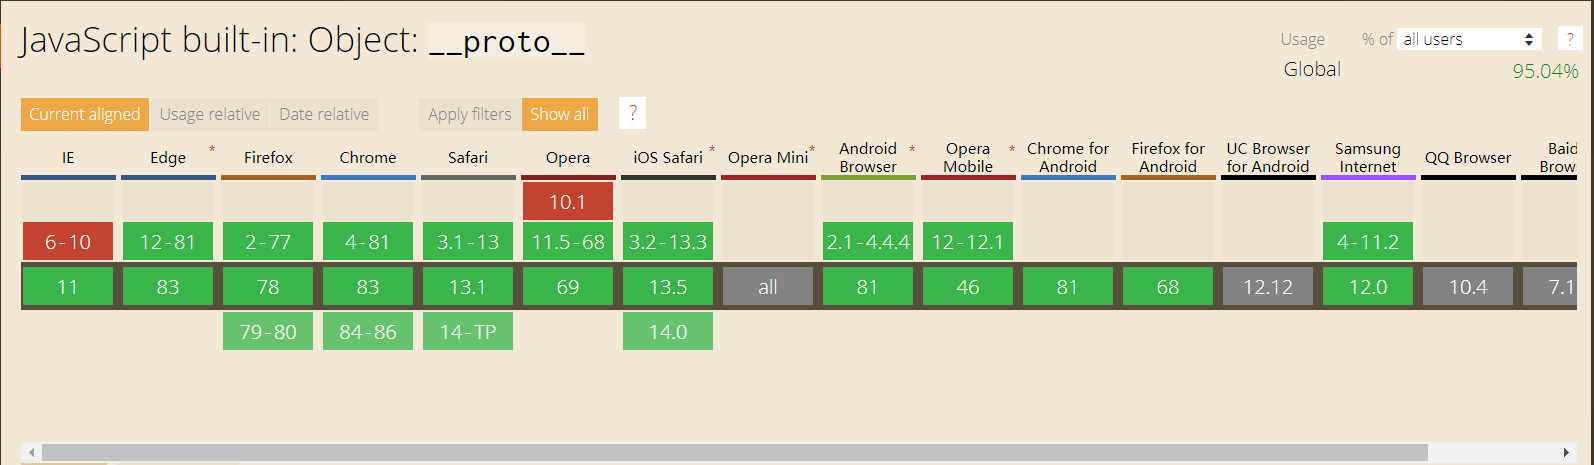 JavaScript built-in: Object: __proto__
Usage % of all users ?
Global 95.04%
Current aligned Usage relative Date relative Apply filters Show all ?
IE Edge * Firefox Chrome Safari Opera iOS Safari * Opera Mini * Android Browser * Opera Mobile * Chrome for Android Firefox for Android UC Browser for Android Samsung Internet QQ Browser Baid Brows
10.1
6-10 12-81 2-77 4-81 3.1-13 11.5-68 3.2-13.3 2.1-4.4.4 12-12.1 4-11.2
11 83 78 83 13.1 69 13.5 all 81 46 81 68 12.12 12.0 10.4 7.1
79-80 84-86 14-TP 14.0